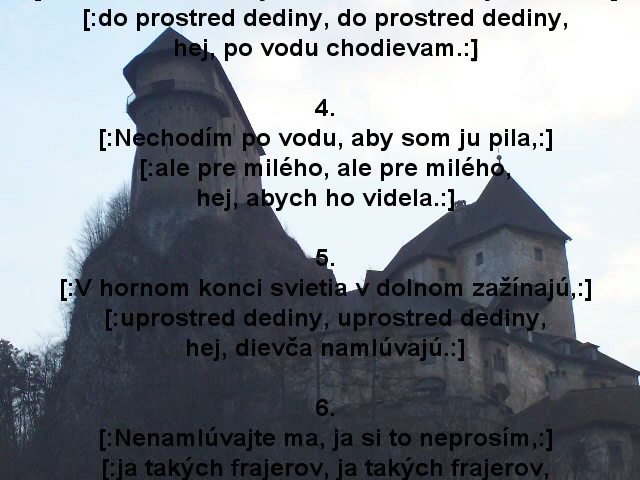 [:do prostred dediny, do prostred dediny,
hej, po vodu chodievam.:]
4.
[:Nechodím po vodu, aby som ju pila,:]
[:ale pre milého, ale pre milého,
hej, abych ho videla.:]
5.
[:V hornom konci svietia v dolnom zažínajú,:]
[:uprostred dediny, uprostred dediny,
hej, dievča namlúvajú.:]
6.
[:Nenamlúvajte ma, ja si to neprosím,:]
[:ja takých frajerov, ja takých frajerov,